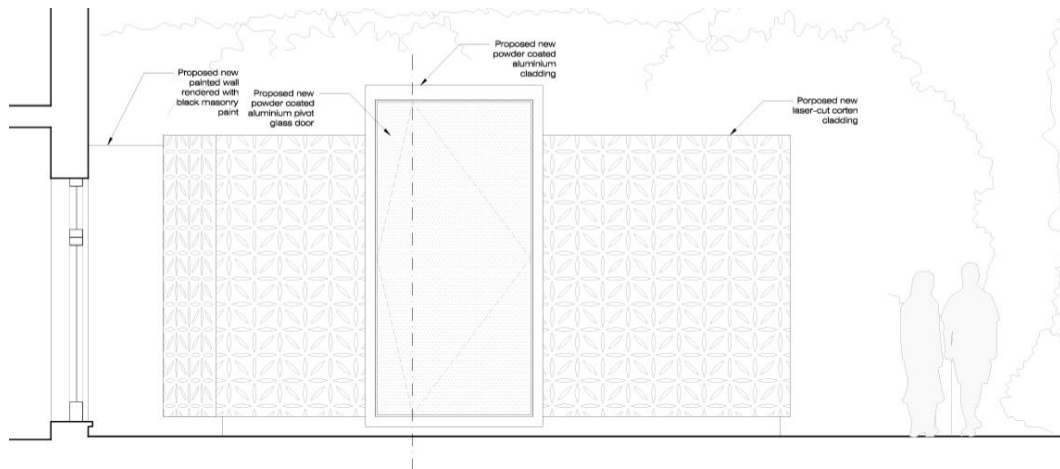 Proposed new
painted wall
rendered with
black masonry
paint
Proposed new
powder coated
aluminium pivot
glass door
Proposed new
powder coated
aluminium
cladding
Porposed new
laser-cut corten
cladding